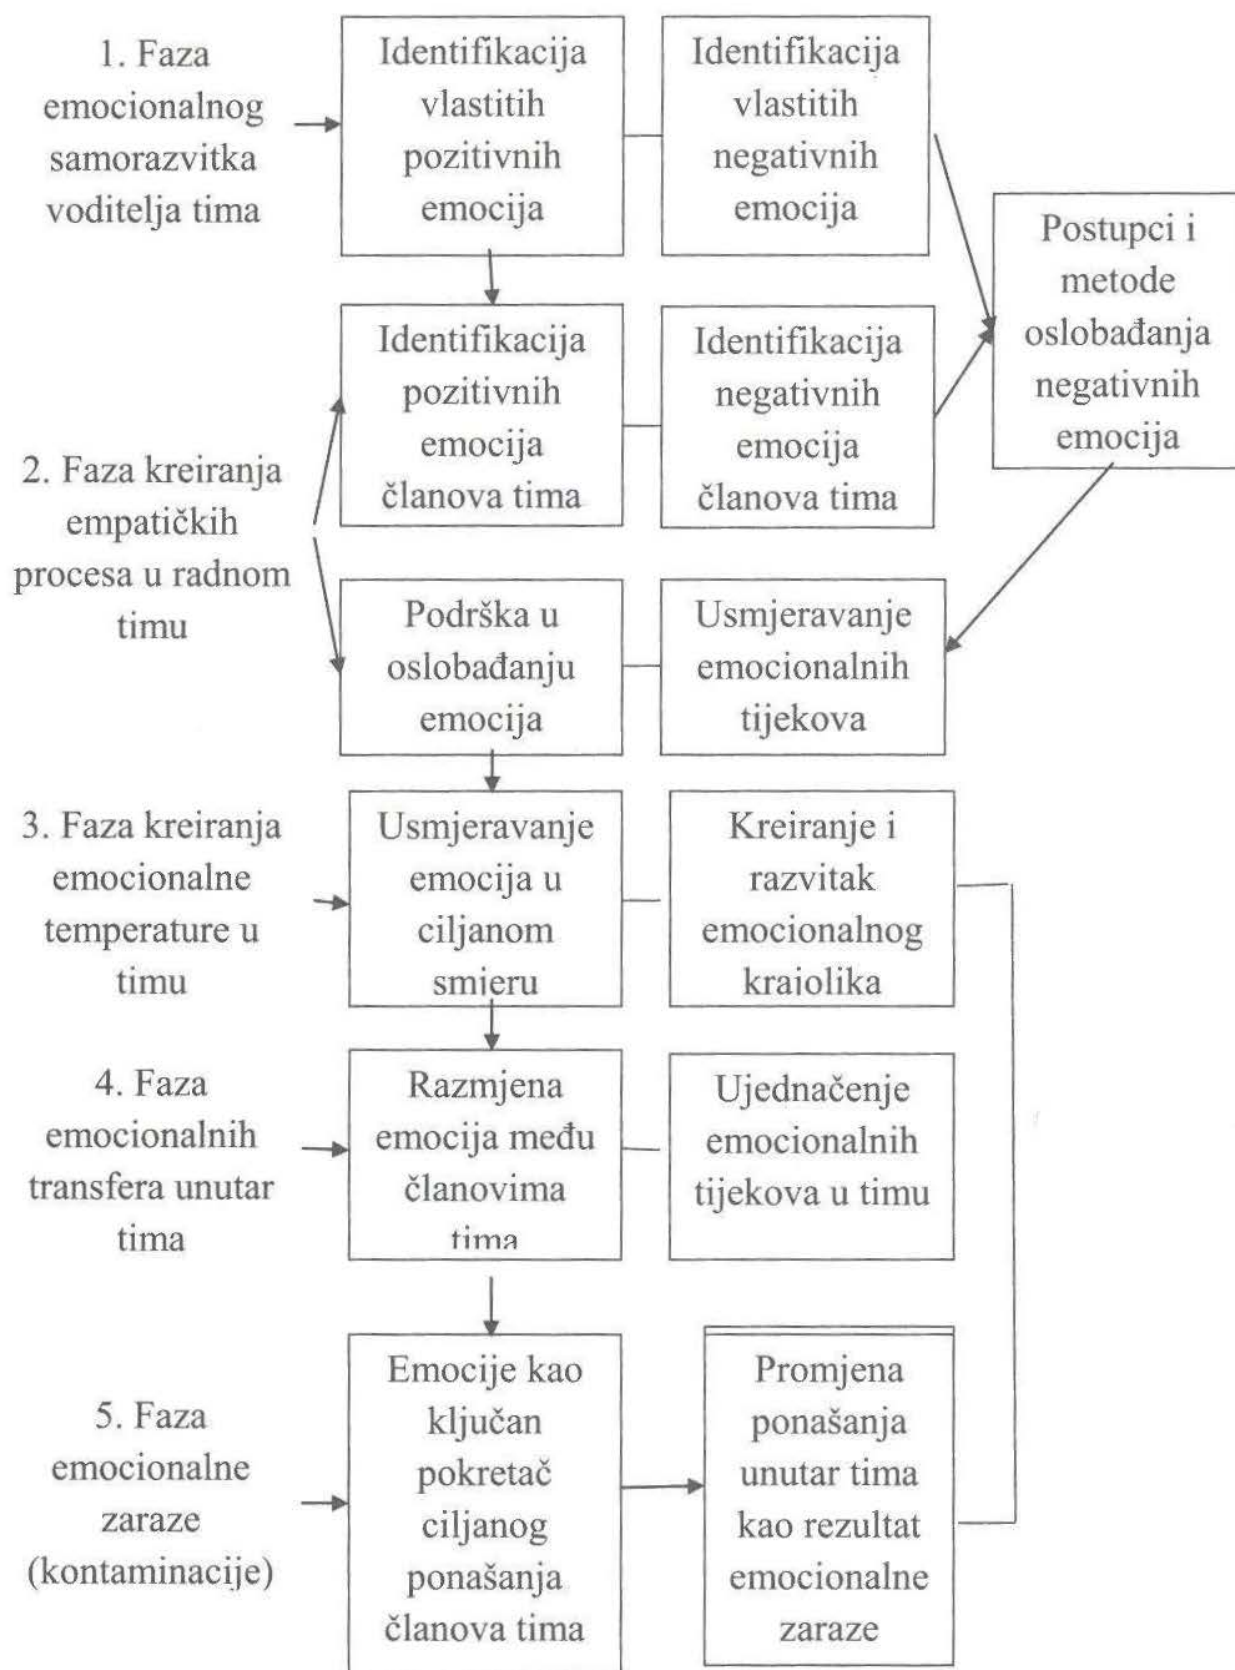 1. Faza
emocionalnog
samorazvitka
voditelja tima
Identifikacija
vlastitih
pozitivnih
emocija
Identifikacija
vlastitih
negativnih
emocija
Postupci i
metode
oslobađanja
negativnih
emocija
2. Faza kreiranja
empatičkih
procesa u radnom
timu
Identifikacija
pozitivnih
emocija
članova tima
Identifikacija
negativnih
emocija
članova tima
Podrška u
oslobađanju
emocija
Usmjeravanje
emocionalnih
tijekova
3. Faza kreiranja
emocionalne
temperature u
timu
Usmjeravanje
emocija u
ciljanom
smjeru
Kreiranje i
razvitak
emocionalnog
krajolika
4. Faza
emocionalnih
transfera unutar
tima
Razmjena
emocija među
članovima
tima
Ujednačenje
emocionalnih
tijekova u timu
5. Faza
emocionalne
zaraze
(kontaminacije)
Emocije kao
ključan
pokretač
ciljanog
ponašanja
članova tima
Promjena
ponašanja
unutar tima
kao rezultat
emocionalne
zaraze